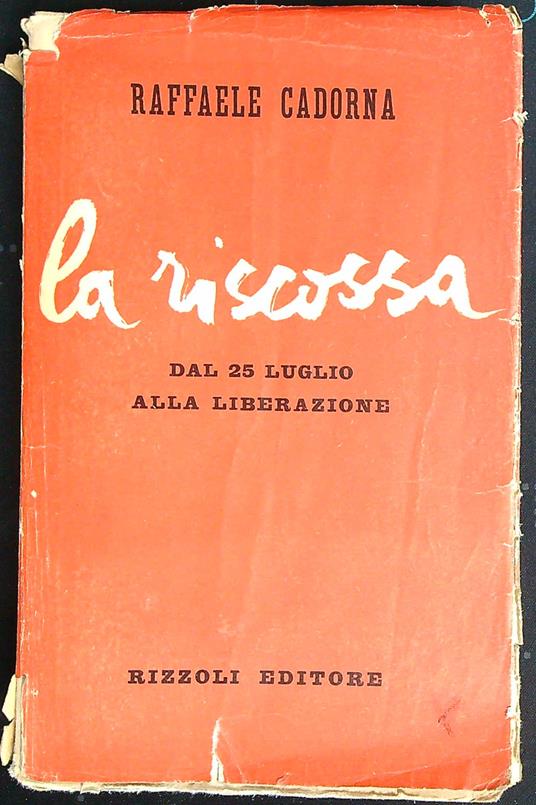 RAFFAELE CADORNA
la riscossa
DAL 25 LUGLIO
ALLA LIBERAZIONE
RIZZOLI EDITORE